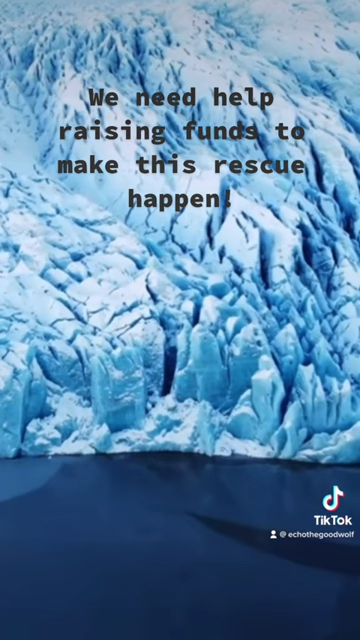 We need help
raising funds to
make this rescue
happen!
TikTok
@echothegoodwolf